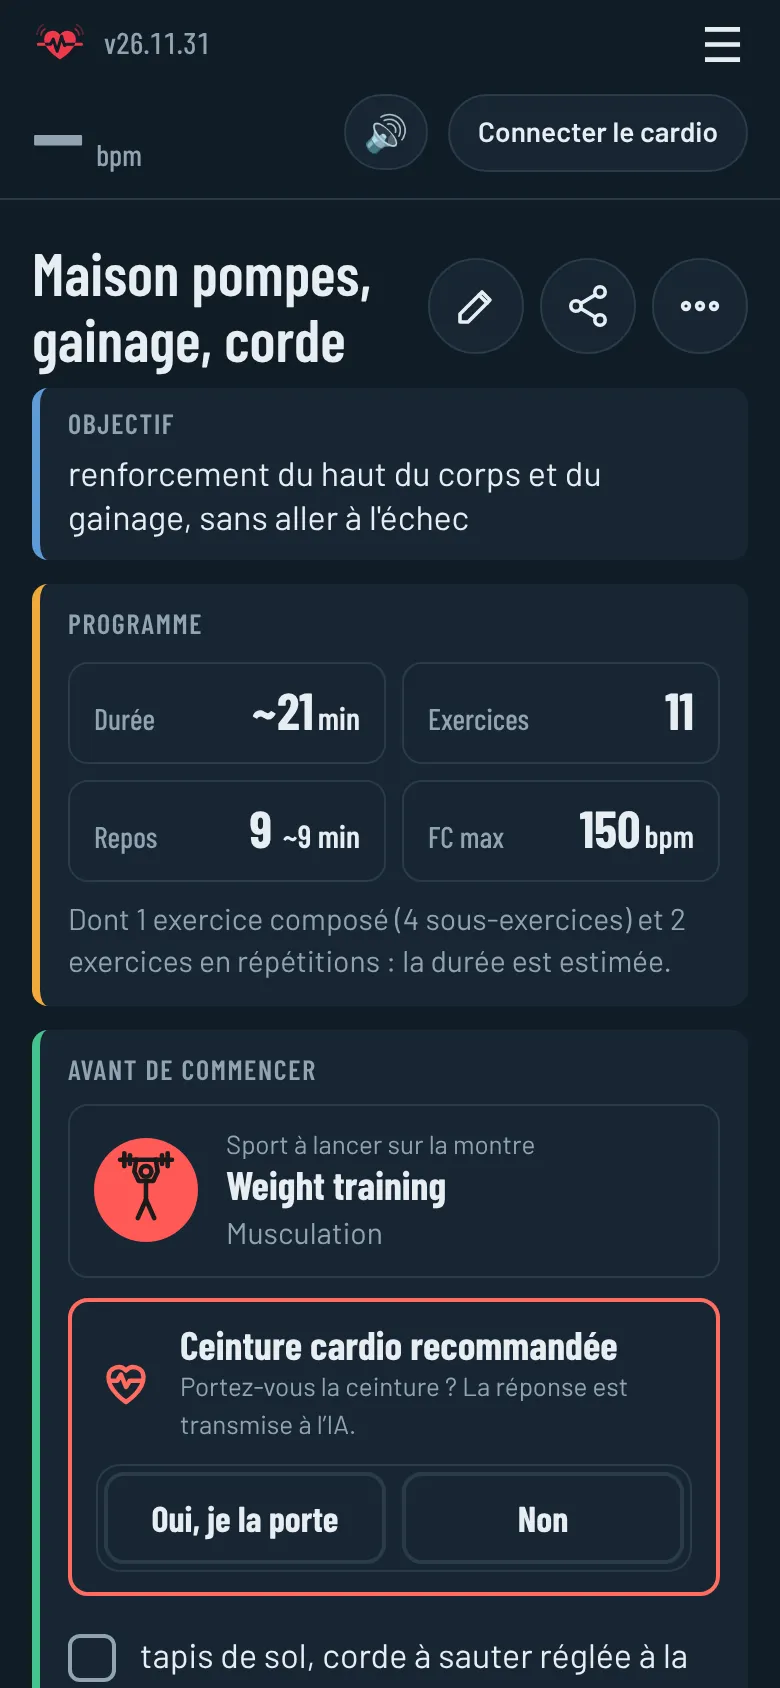 v26.11.31
— bpm
Connecter le cardio
Maison pompes,
gainage, corde
OBJECTIF
renforcement du haut du corps et du
gainage, sans aller à l'échec
PROGRAMME
Durée ~21 min
Exercices 11
Repos 9 ~9 min
FC max 150 bpm
Dont 1 exercice composé (4 sous-exercices) et 2
exercices en répétitions : la durée est estimée.
AVANT DE COMMENCER
Sport à lancer sur la montre
Weight training
Musculation
Ceinture cardio recommandée
Portez-vous la ceinture ? La réponse est
transmise à l’IA.
Oui, je la porte
Non
tapis de sol, corde à sauter réglée à la